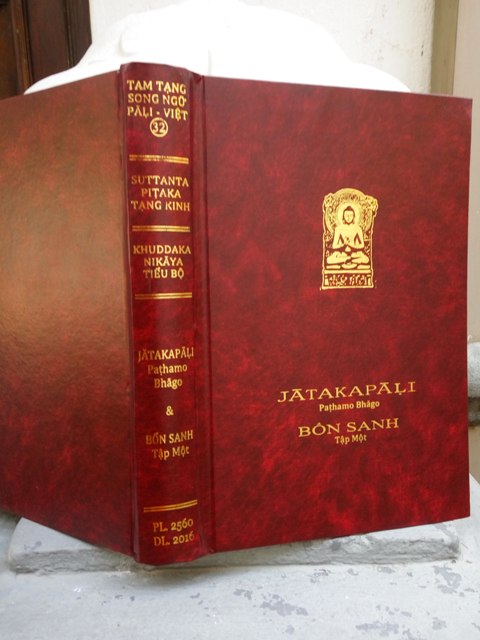 TAM TẠNG
SONG NGỮ
PĀḶI - VIỆT
32
SUTTANTA
PIṬAKA
TẠNG KINH
KHUDDAKA
NIKĀYA
TIỂU BỘ
JĀTAKAPĀḶI
Paṭhamo
Bhāgo
&
BỔN SANH
Tập Một
PL. 2560
DL. 2016
JĀTAKAPĀḶI
Paṭhamo Bhāgo
BỔN SANH
Tập Một